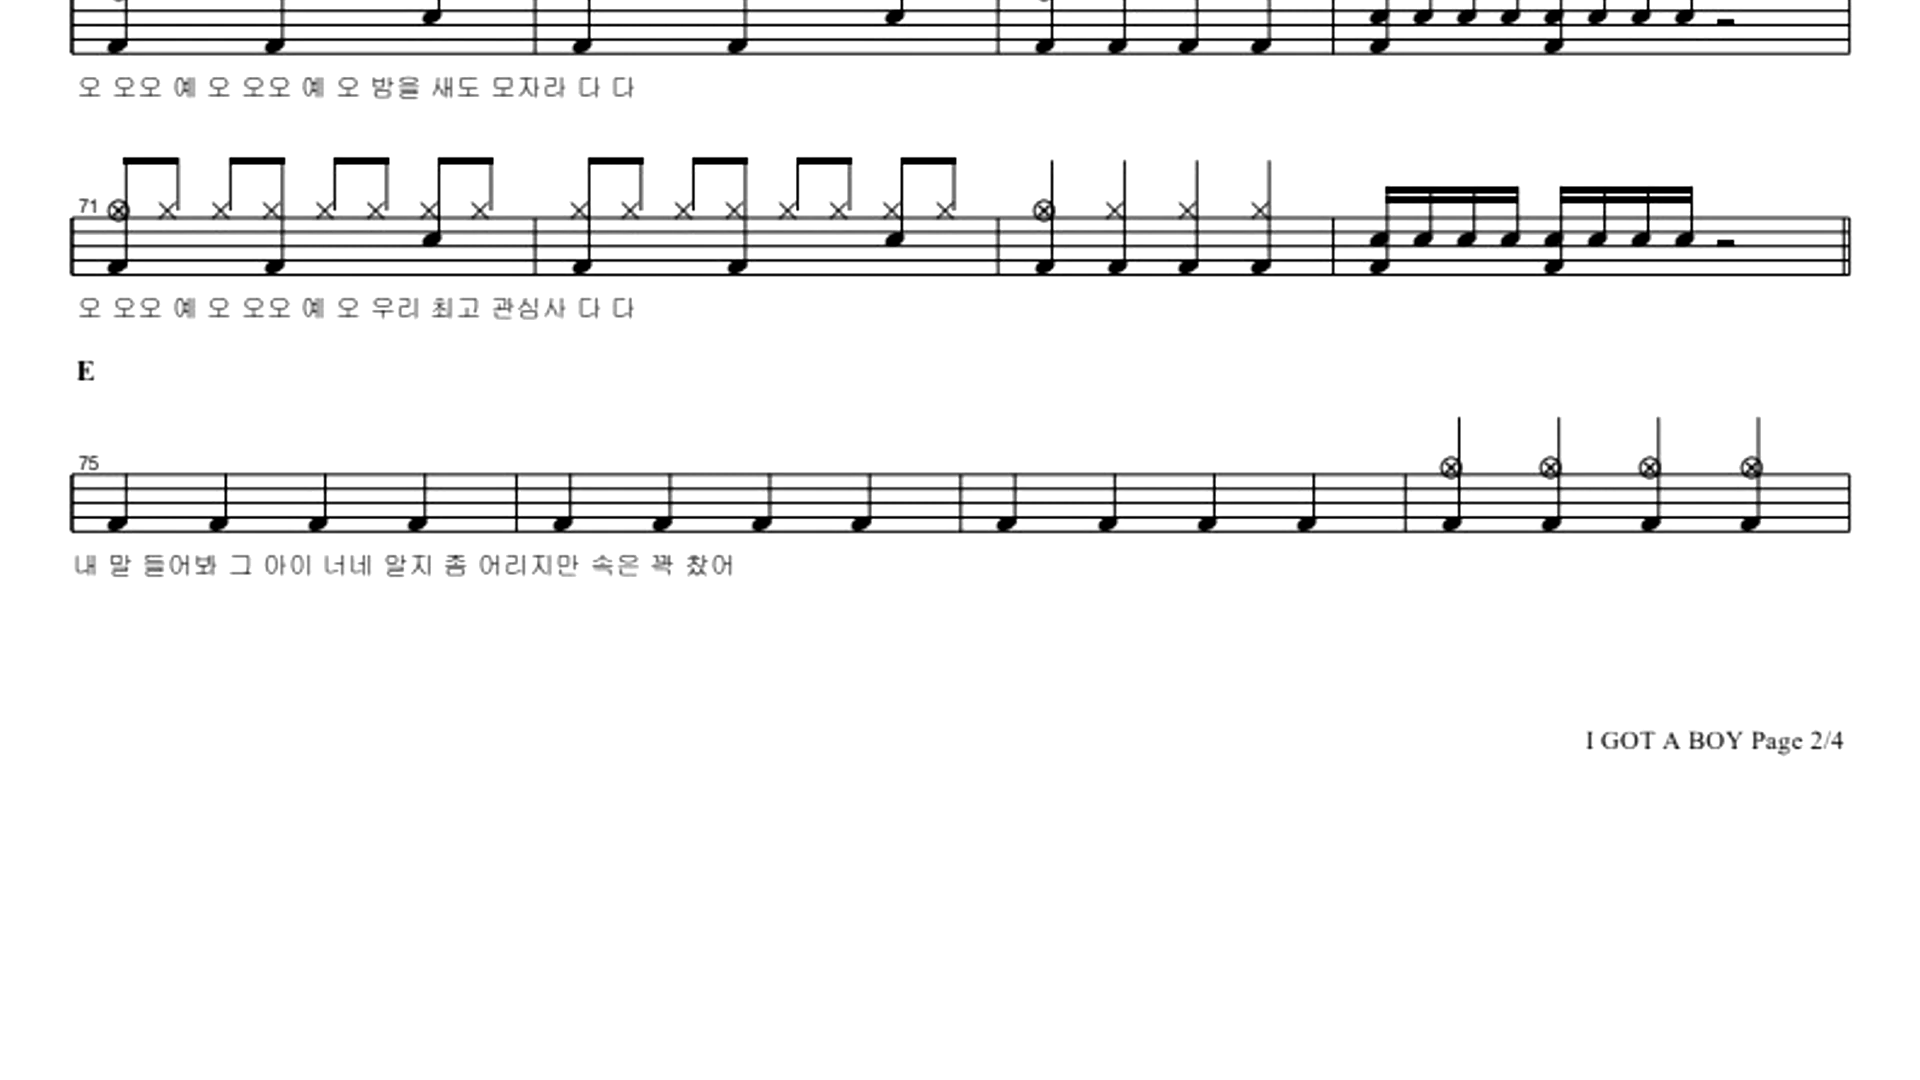 오 오오 예 오 오오 예 오 방을 새도 모자라 다 다
71
오 오오 예 오 오오 예 오 우리 최고 관심사 다 다
E
75
내 말 들어봐 그 아이 너네 알지 좀 어리지만 속은 꽉 찼어
I GOT A BOY Page 2/4